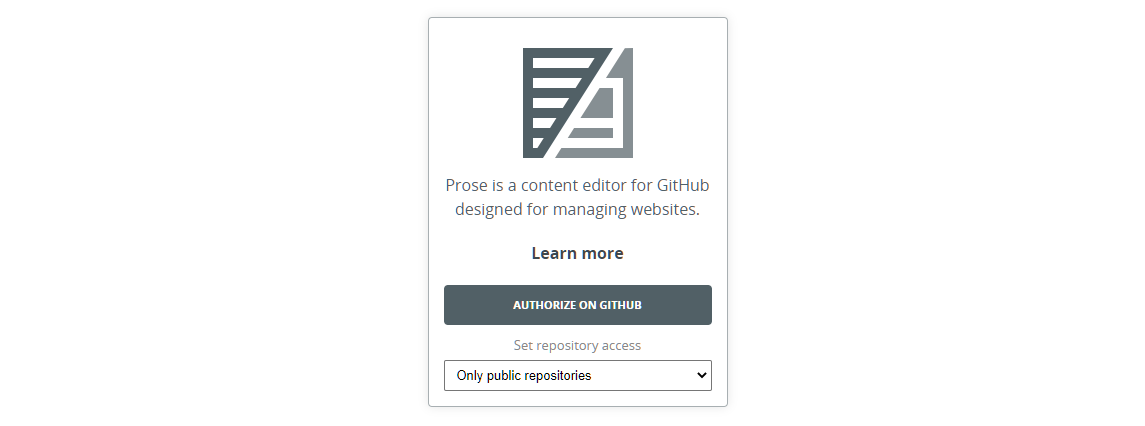 Prose is a content editor for GitHub
designed for managing websites.
Learn more
AUTHORIZE ON GITHUB
Set repository access
Only public repositories